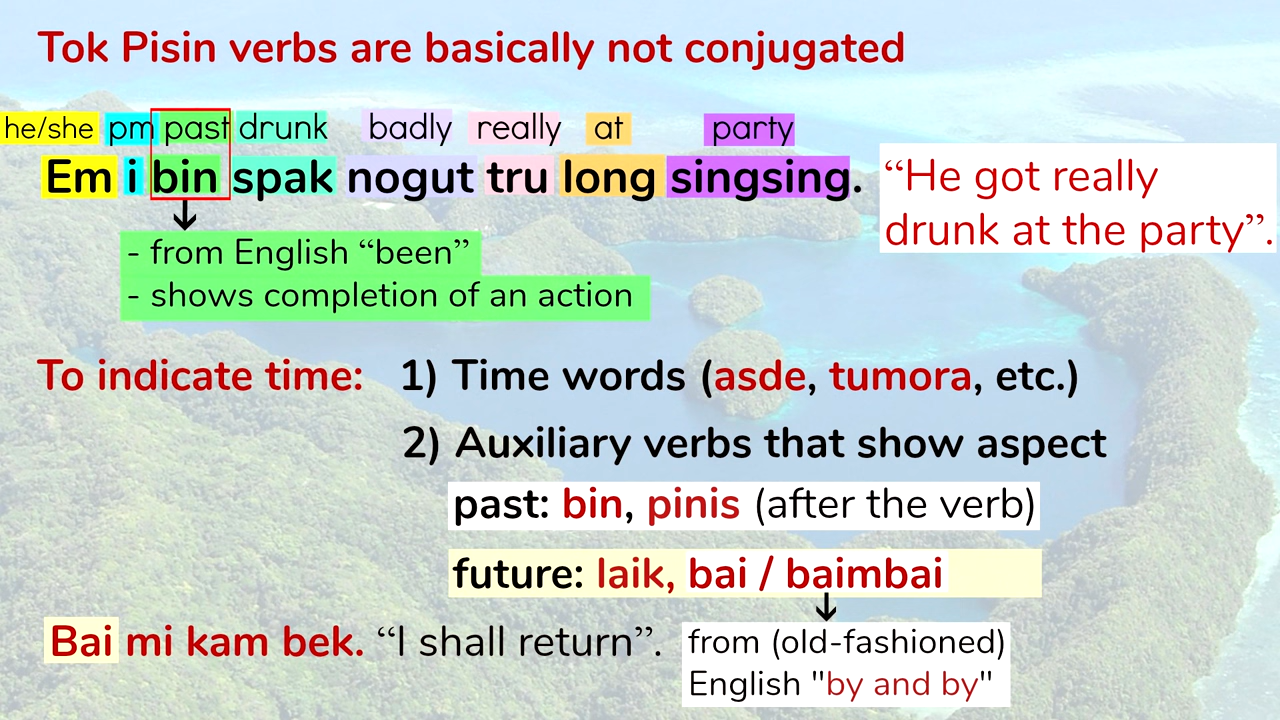 Tok Pisin verbs are basically not conjugated
he/she pm past drunk badly really at party
Em i bin spak nogut tru long singsing.
“He got really
drunk at the party”.
- from English “been”
- shows completion of an action
To indicate time: 1) Time words (asde, tumora, etc.)
2) Auxiliary verbs that show aspect
past: bin, pinis (after the verb)
future: laik, bai / baimbai
Bai mi kam bek. “I shall return”.
from (old-fashioned)
English "by and by"